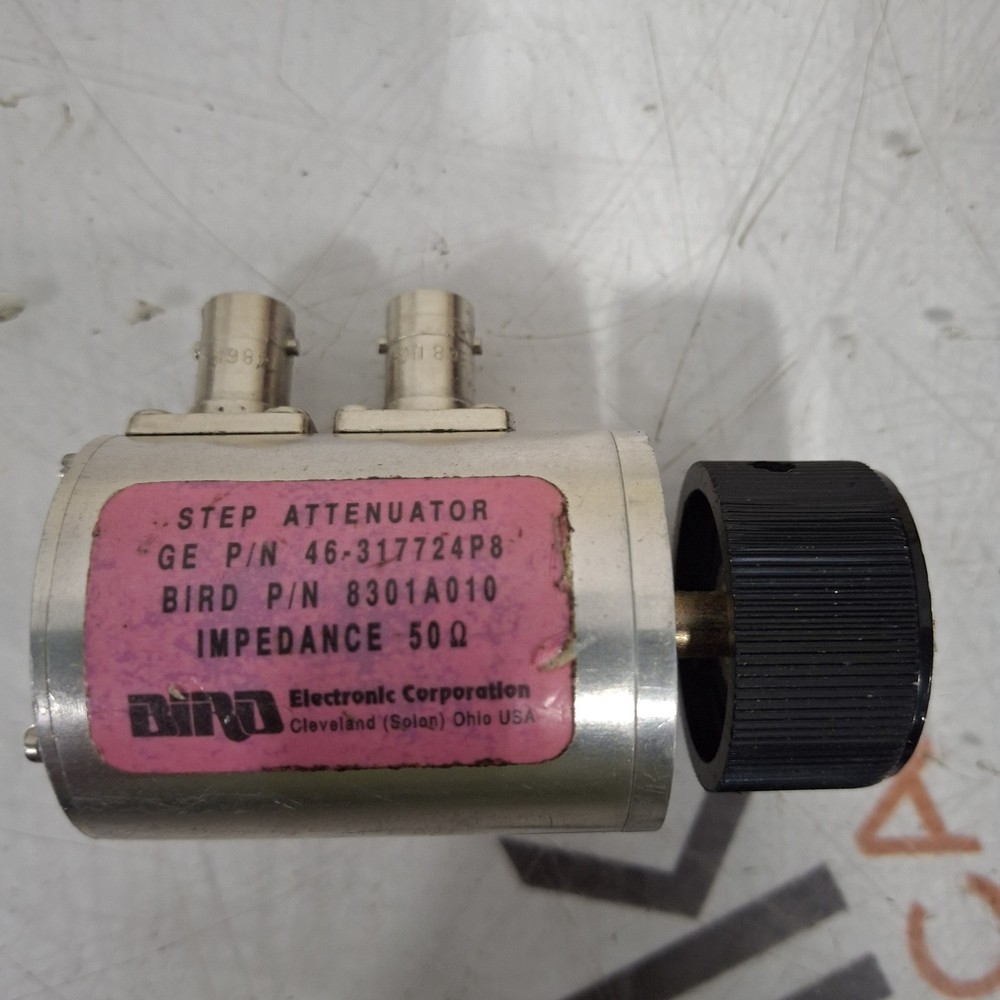 STEP ATTENUATOR
GE P/N 46-317724P8
BIRD P/N 8301A010
IMPEDANCE 50Ω
BIRD Electronic Corporation
Cleveland (Solon) Ohio USA